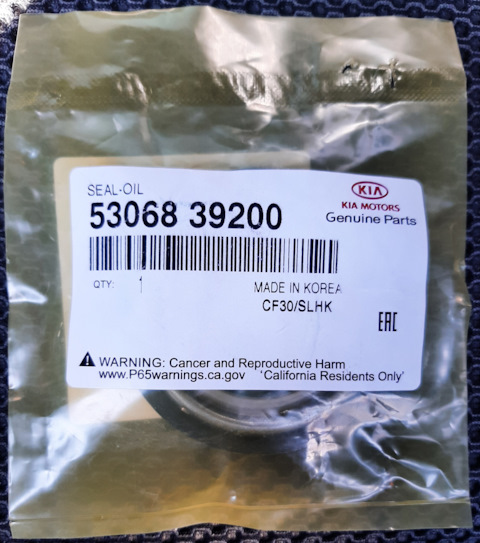 SEAL-OIL
53068 39200
KIA
KIA MOTORS
Genuine Parts
QTY: 1
MADE IN KOREA
CF30/SLHK
EAC
WARNING: Cancer and Reproductive Harm
www.P65warnings.ca.gov 'California Residents Only'